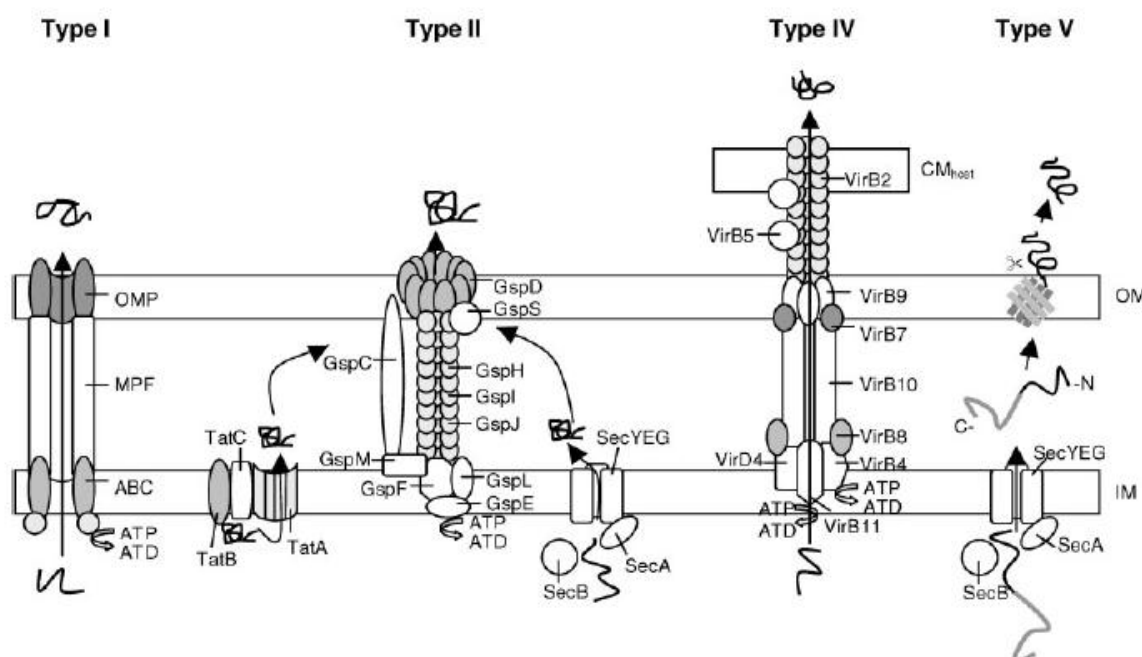 Type I Type II Type IV Type V
CMhost
VirB2
VirB5
OMP
GspD
GspS
VirB9
OM
VirB7
GspC
GspH
MPF
GspI
VirB10
GspJ
-N
C-
TatC
SecYEG
VirB8
SecYEG
GspM
VirD4
VirB4
ABC
GspF
GspL
IM
GspE
ATP
ATD
ATP
ATD
ATP
ATD
ATP
ATD
VirB11
TatB
TatA
SecA
SecB
SecA
SecB